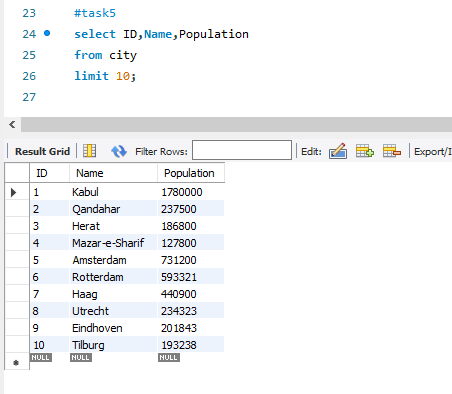 23 #task5
24 select ID,Name,Population
25 from city
26 limit 10;
27
Result Grid Filter Rows: Edit: Export/I
ID Name Population
1 Kabul 1780000
2 Qandahar 237500
3 Herat 186800
4 Mazar-e-Sharif 127800
5 Amsterdam 731200
6 Rotterdam 593321
7 Haag 440900
8 Utrecht 234323
9 Eindhoven 201843
10 Tilburg 193238
NULL NULL NULL